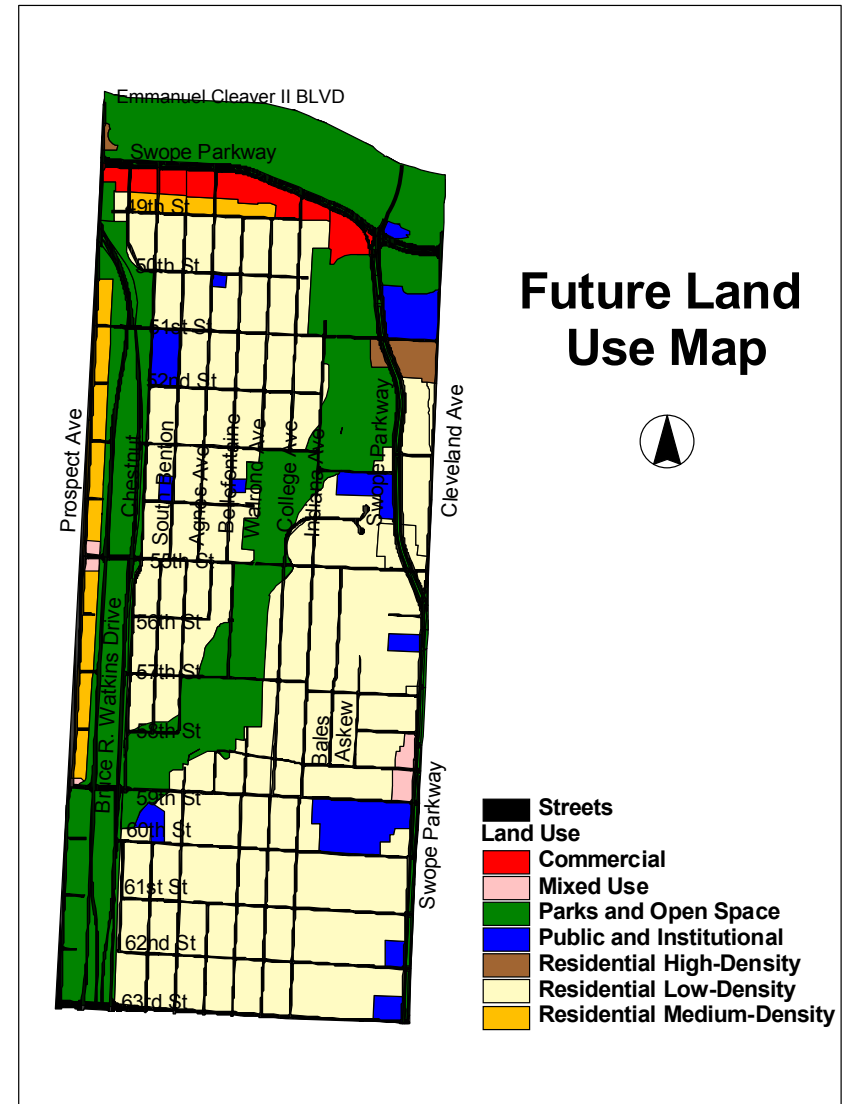 Emmanuel Cleaver II BLVD
Swope Parkway
49th St
50th St
51st St
52nd St
Future Land
Use Map
Prospect Ave
Chestnut
South Benton
Agnes Ave
Bellefontaine
Walrond Ave
College Ave
Indiana Ave
Swope Parkway
Cleveland Ave
55th St
56th St
57th St
58th St
Bruce R. Watkins Drive
Bales
Askew
59th St
60th St
61st St
62nd St
63rd St
Swope Parkway
Streets
Land Use
Commercial
Mixed Use
Parks and Open Space
Public and Institutional
Residential High-Density
Residential Low-Density
Residential Medium-Density